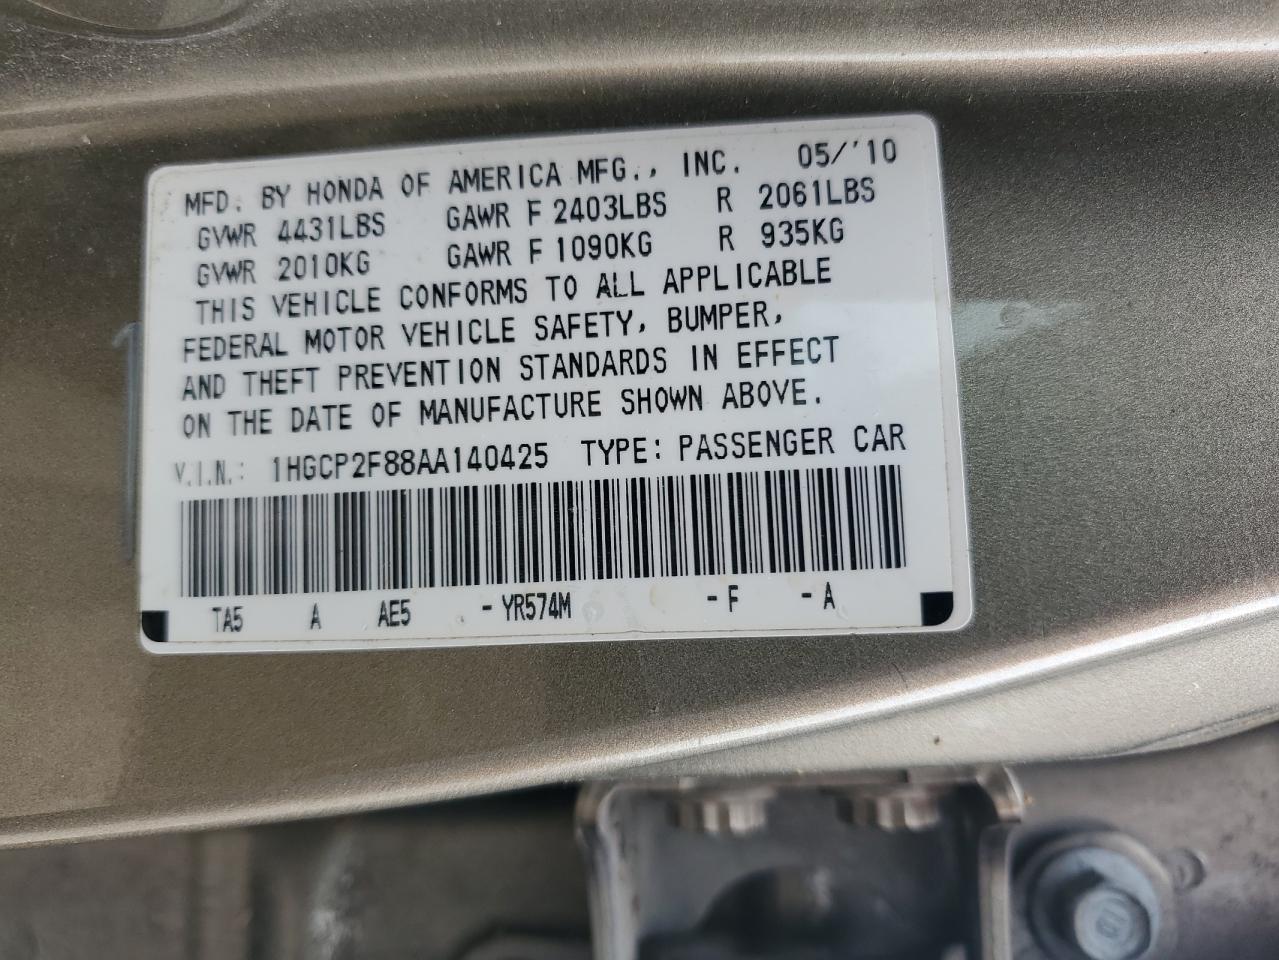 MFD. BY HONDA OF AMERICA MFG., INC. 05/'10
GVWR 4431LBS GAWR F 2403LBS R 2061LBS
GVWR 2010KG GAWR F 1090KG R 935KG
THIS VEHICLE CONFORMS TO ALL APPLICABLE
FEDERAL MOTOR VEHICLE SAFETY, BUMPER,
AND THEFT PREVENTION STANDARDS IN EFFECT
ON THE DATE OF MANUFACTURE SHOWN ABOVE.
V.I.N.: 1HGCP2F88AA140425 TYPE: PASSENGER CAR
TA5 A AE5 - YR574M - F - A